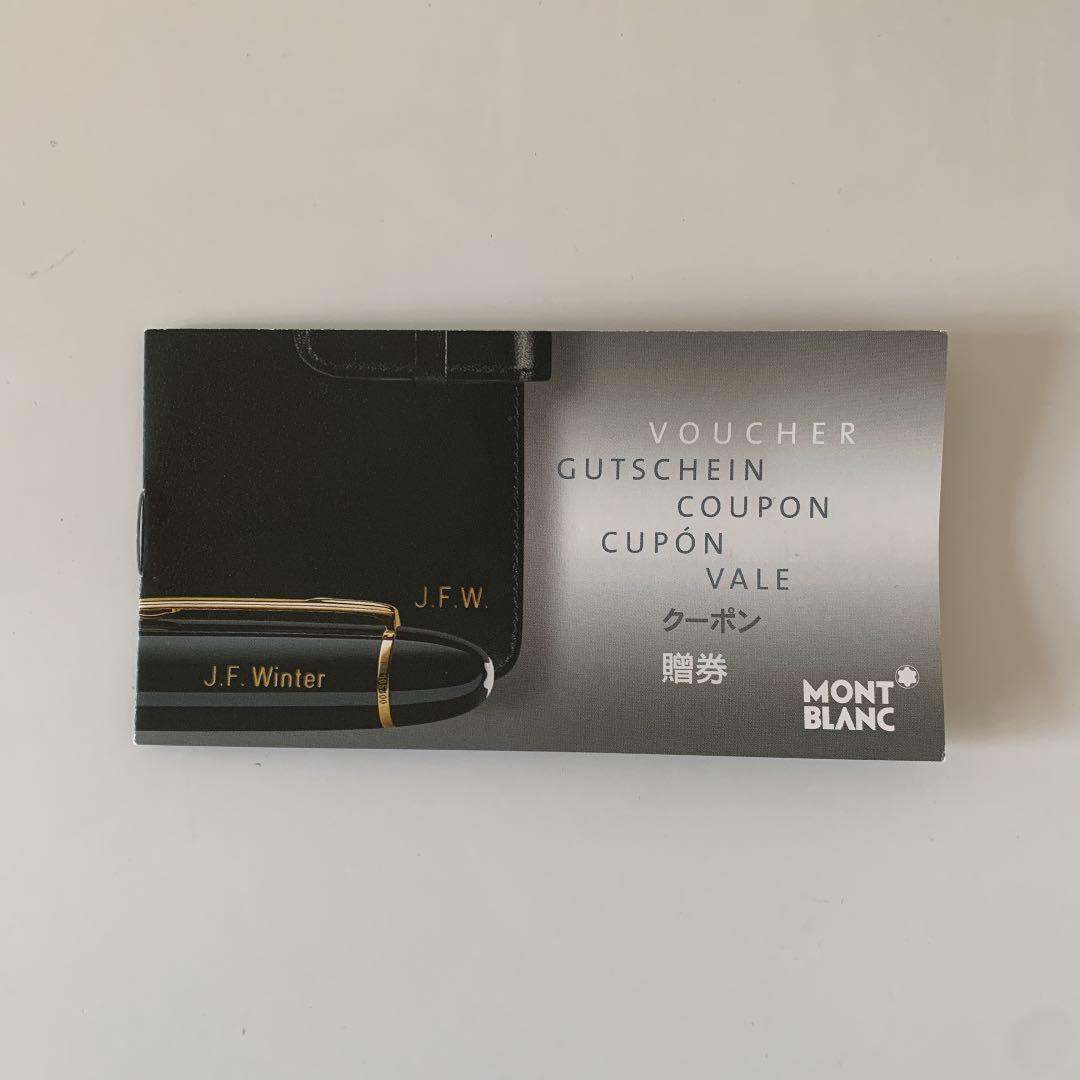 VOUCHER
GUTSCHEIN
COUPON
CUPÓN
VALE
クーポン
贈券
J.F.W.
J.F. Winter
MONT
BLANC